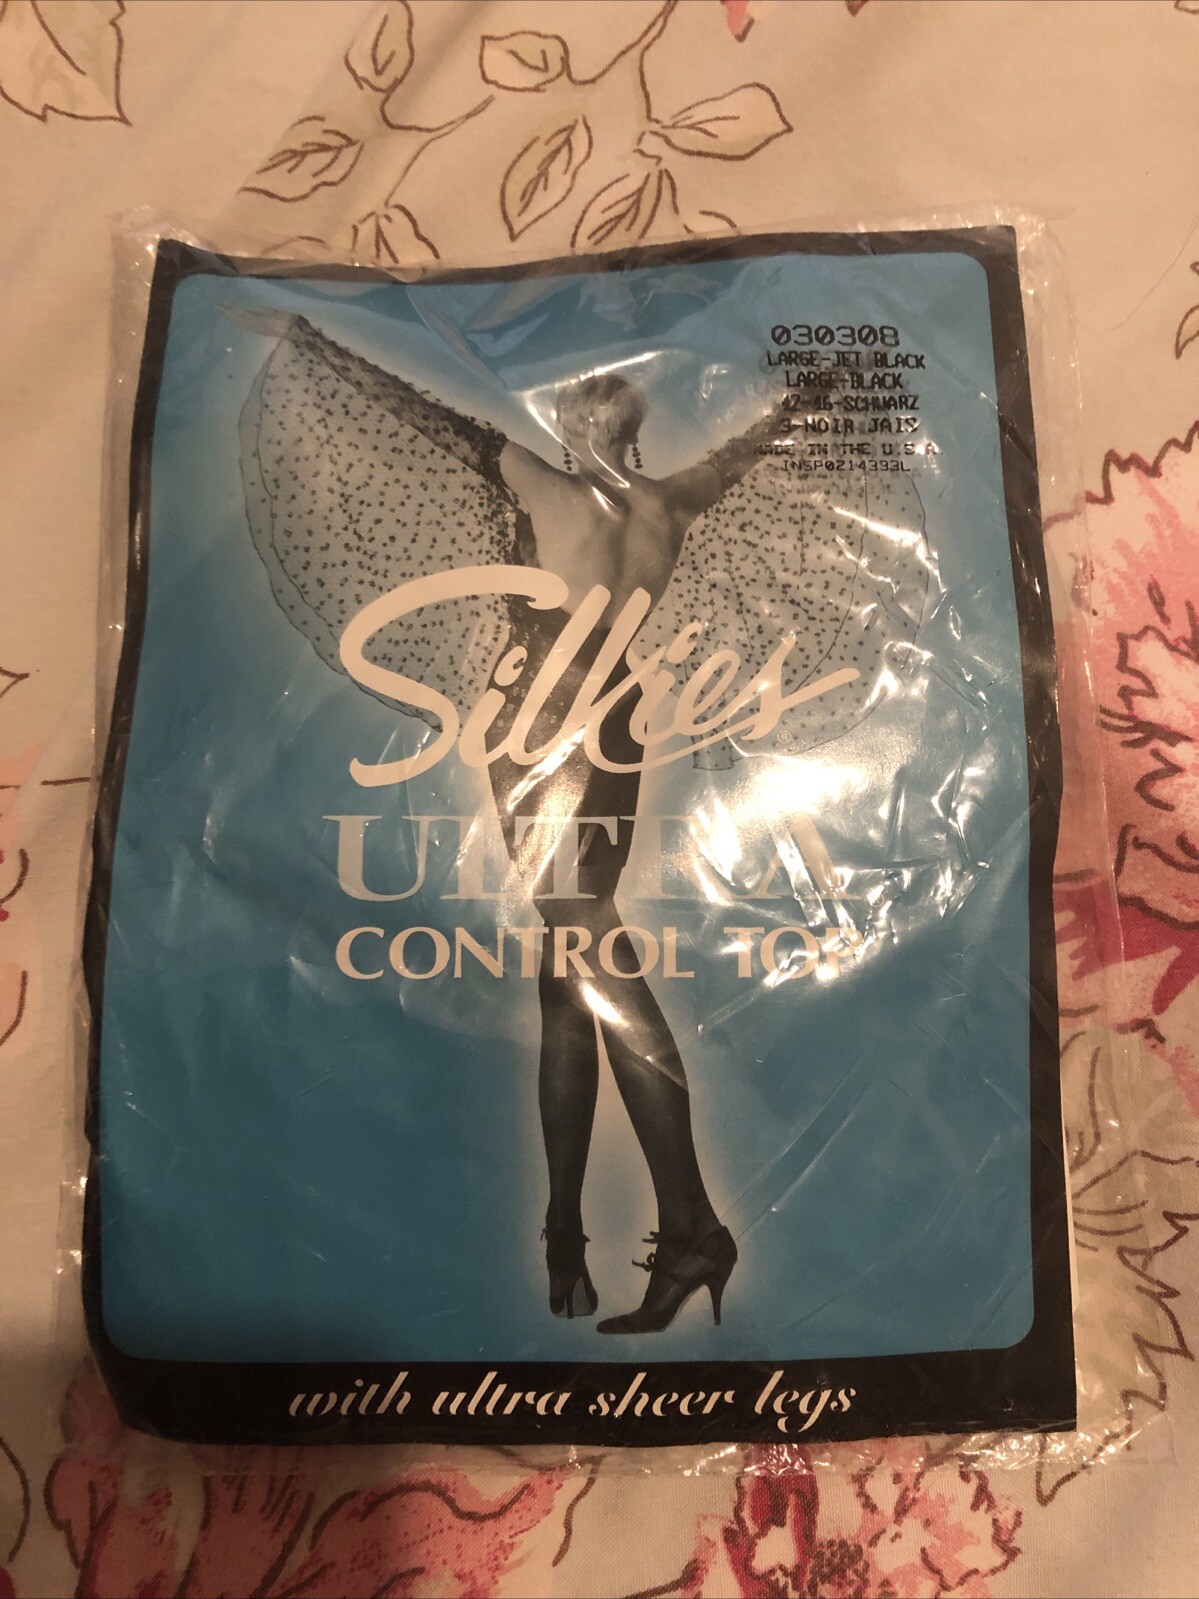 030308
LARGE-JET BLACK
LARGE-BLACK
42-46-SCHWARZ
3-NOIR JAIS
MADE IN THE U.S.A
INSP0214393L
Silkies
ULTRA
CONTROL TOP
with ultra sheer legs